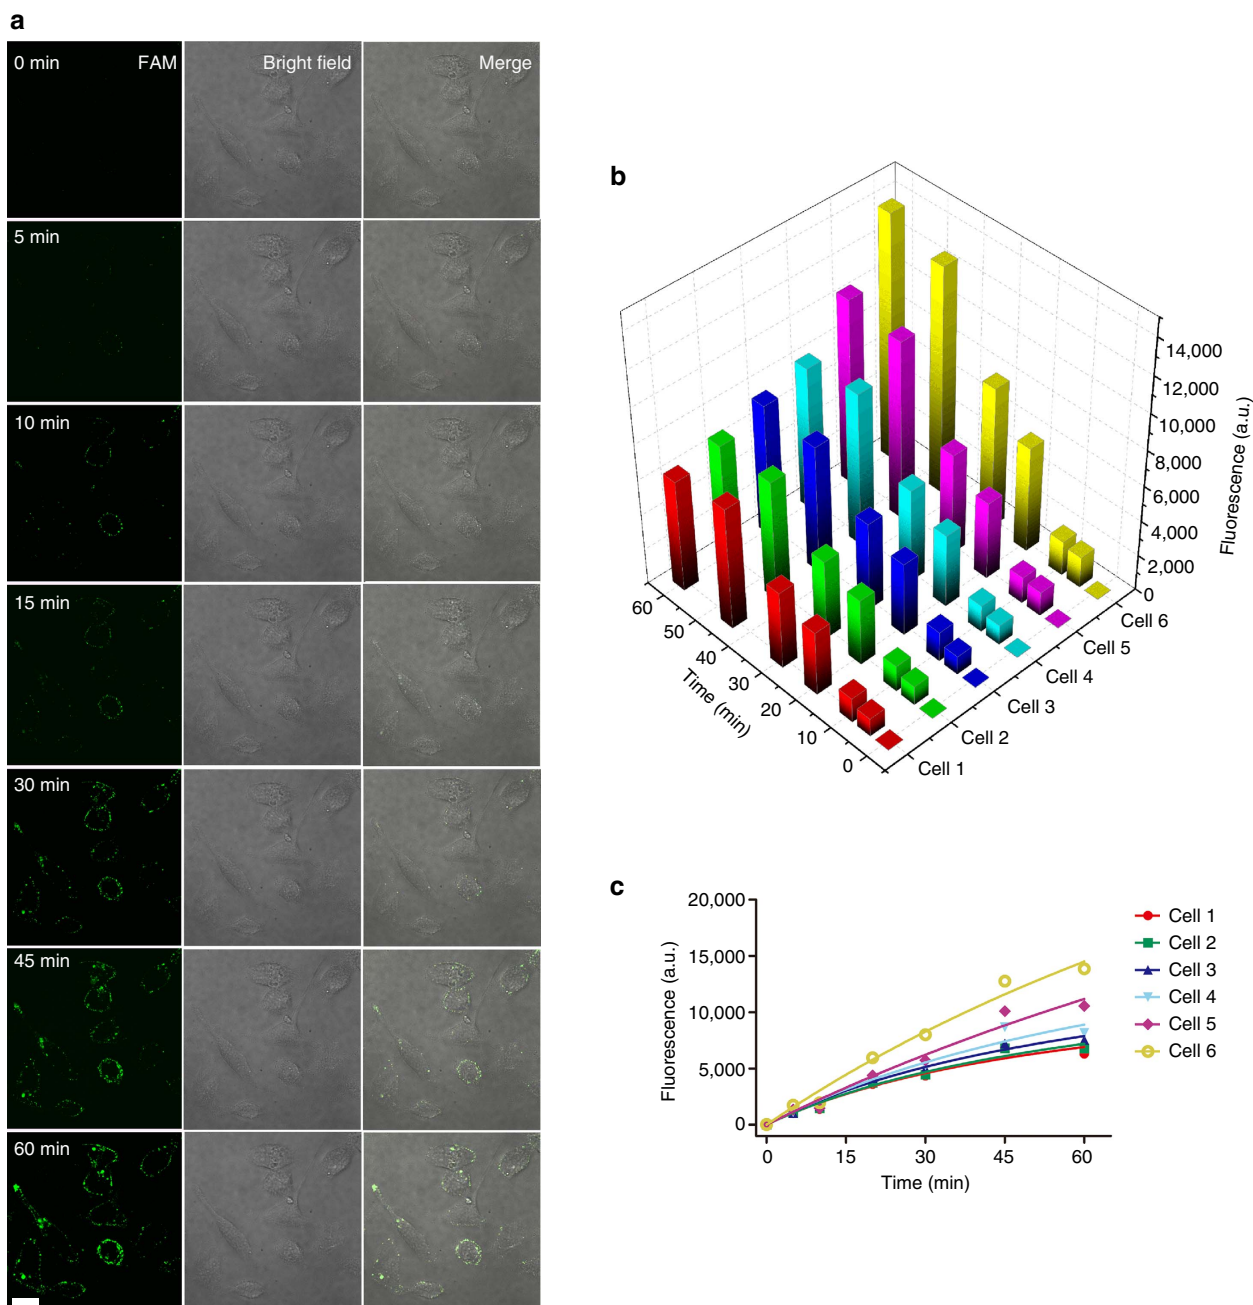 a
0 min FAM Bright field Merge
5 min
10 min
15 min
30 min
45 min
60 min
b
14,000
12,000
10,000
8,000
6,000
4,000
2,000
0
Fluorescence (a.u.)
60
50
40
30
20
10
0
Time (min)
Cell 6
Cell 5
Cell 4
Cell 3
Cell 2
Cell 1
c
20,000
15,000
10,000
5,000
0
Fluorescence (a.u.)
0 15 30 45 60
Time (min)
Cell 1
Cell 2
Cell 3
Cell 4
Cell 5
Cell 6